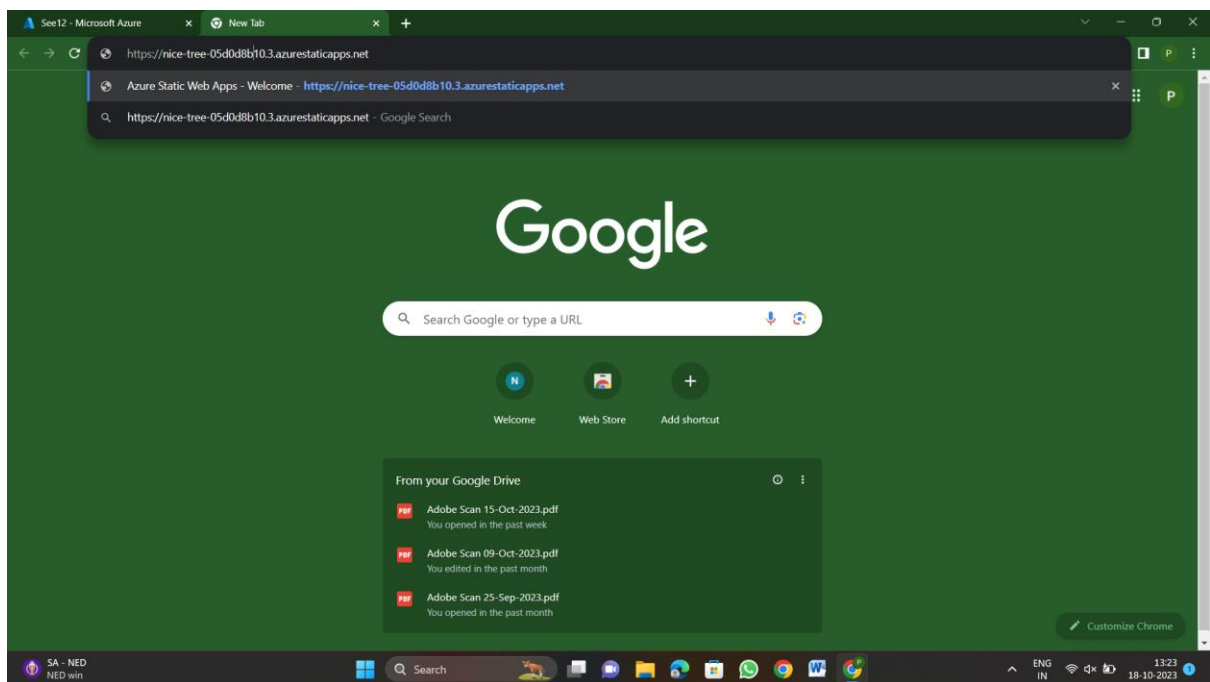 See12 - Microsoft Azure
New Tab
https://nice-tree-05d0d8b10.3.azurestaticapps.net
P
Azure Static Web Apps - Welcome - https://nice-tree-05d0d8b10.3.azurestaticapps.net
P
https://nice-tree-05d0d8b10.3.azurestaticapps.net - Google Search
Google
Search Google or type a URL
N
Welcome
Web Store
Add shortcut
From your Google Drive
PDF
Adobe Scan 15-Oct-2023.pdf
You opened in the past week
PDF
Adobe Scan 09-Oct-2023.pdf
You edited in the past month
PDF
Adobe Scan 25-Sep-2023.pdf
You opened in the past month
Customize Chrome
SA - NED
NED win
Search
W
P
ENG
IN
13:23
18-10-2023
1